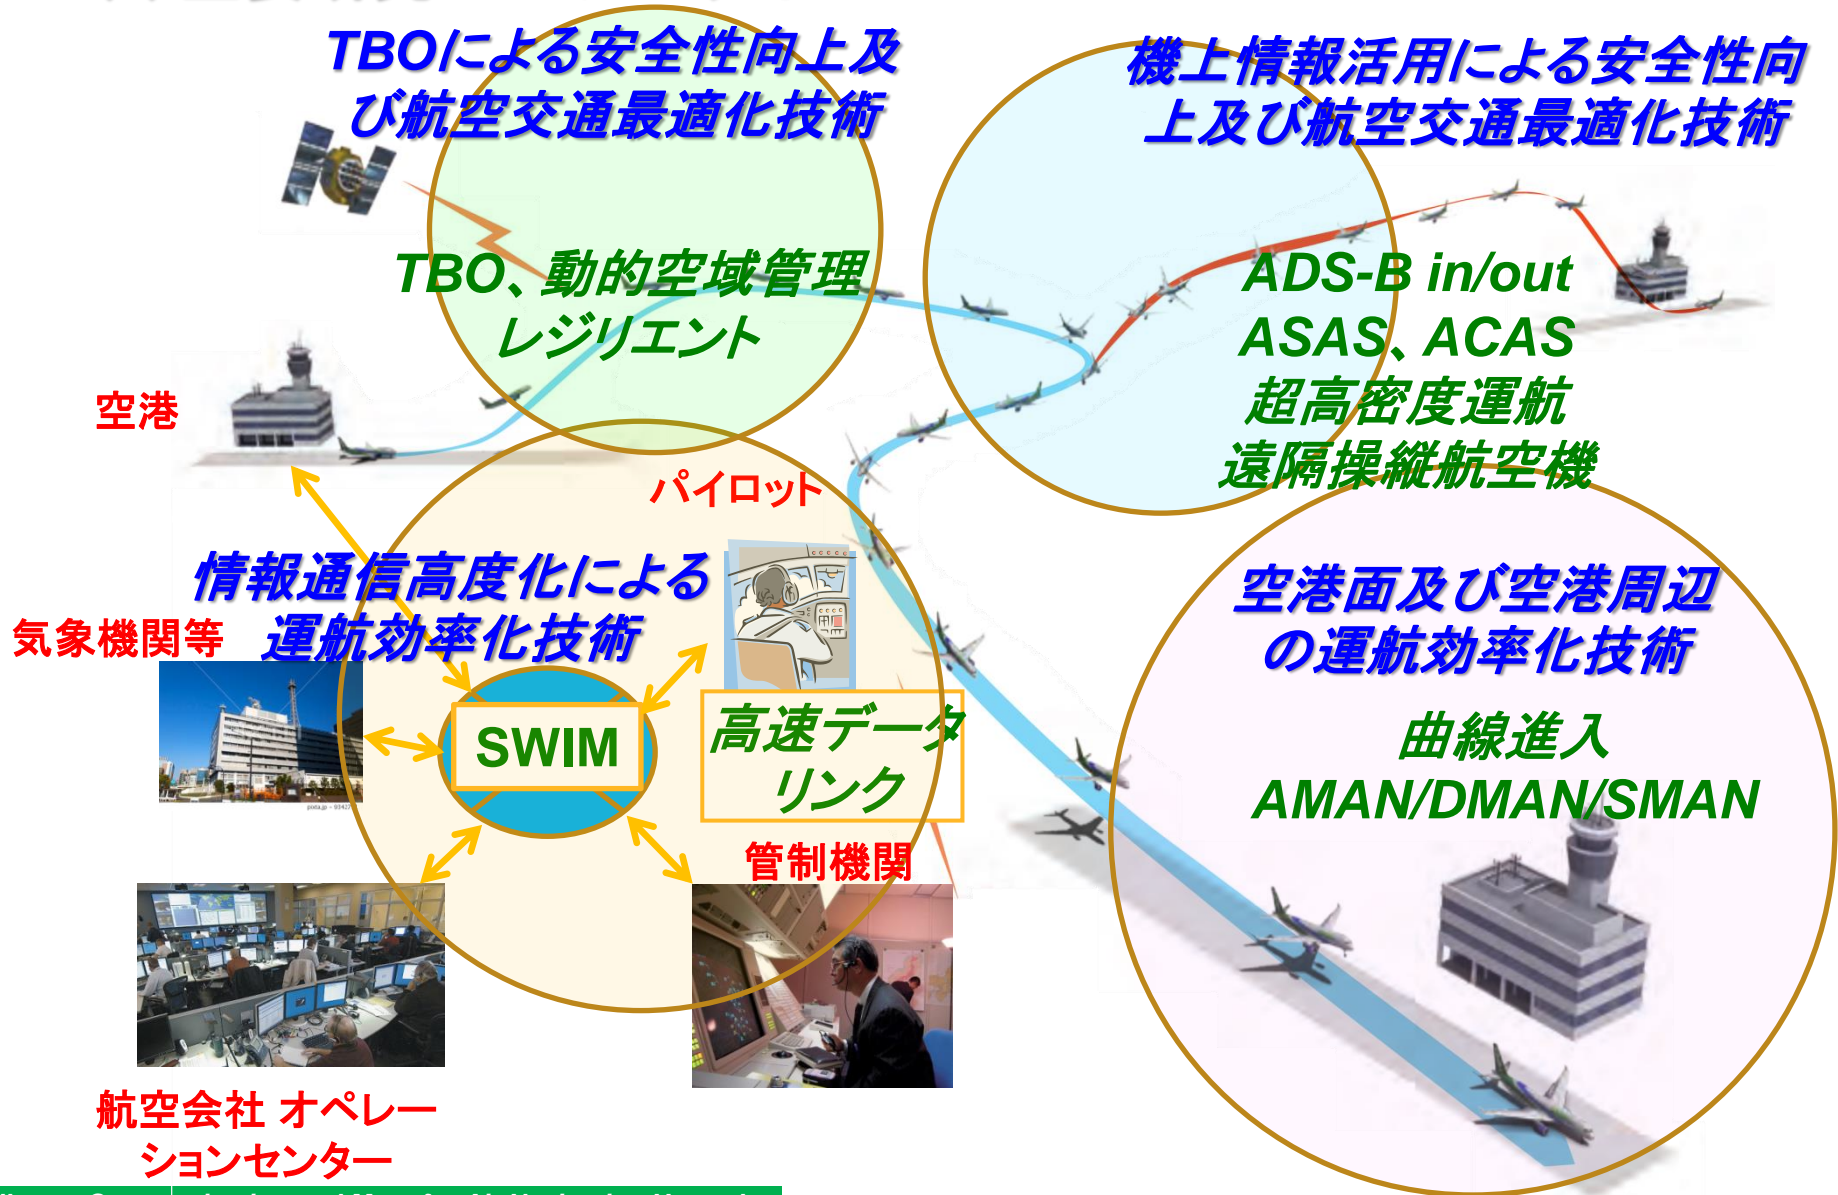 TBOによる安全性向上及
び航空交通最適化技術
機上情報活用による安全性向
上及び航空交通最適化技術
TBO、動的空域管理
レジリエント
ADS-B in/out
ASAS、ACAS
超高密度運航
遠隔操縦航空機
空港
パイロット
情報通信高度化による
運航効率化技術
気象機関等
空港面及び空港周辺
の運航効率化技術
SWIM
高速データ
リンク
曲線進入
AMAN/DMAN/SMAN
管制機関
航空会社 オペレー
ションセンター